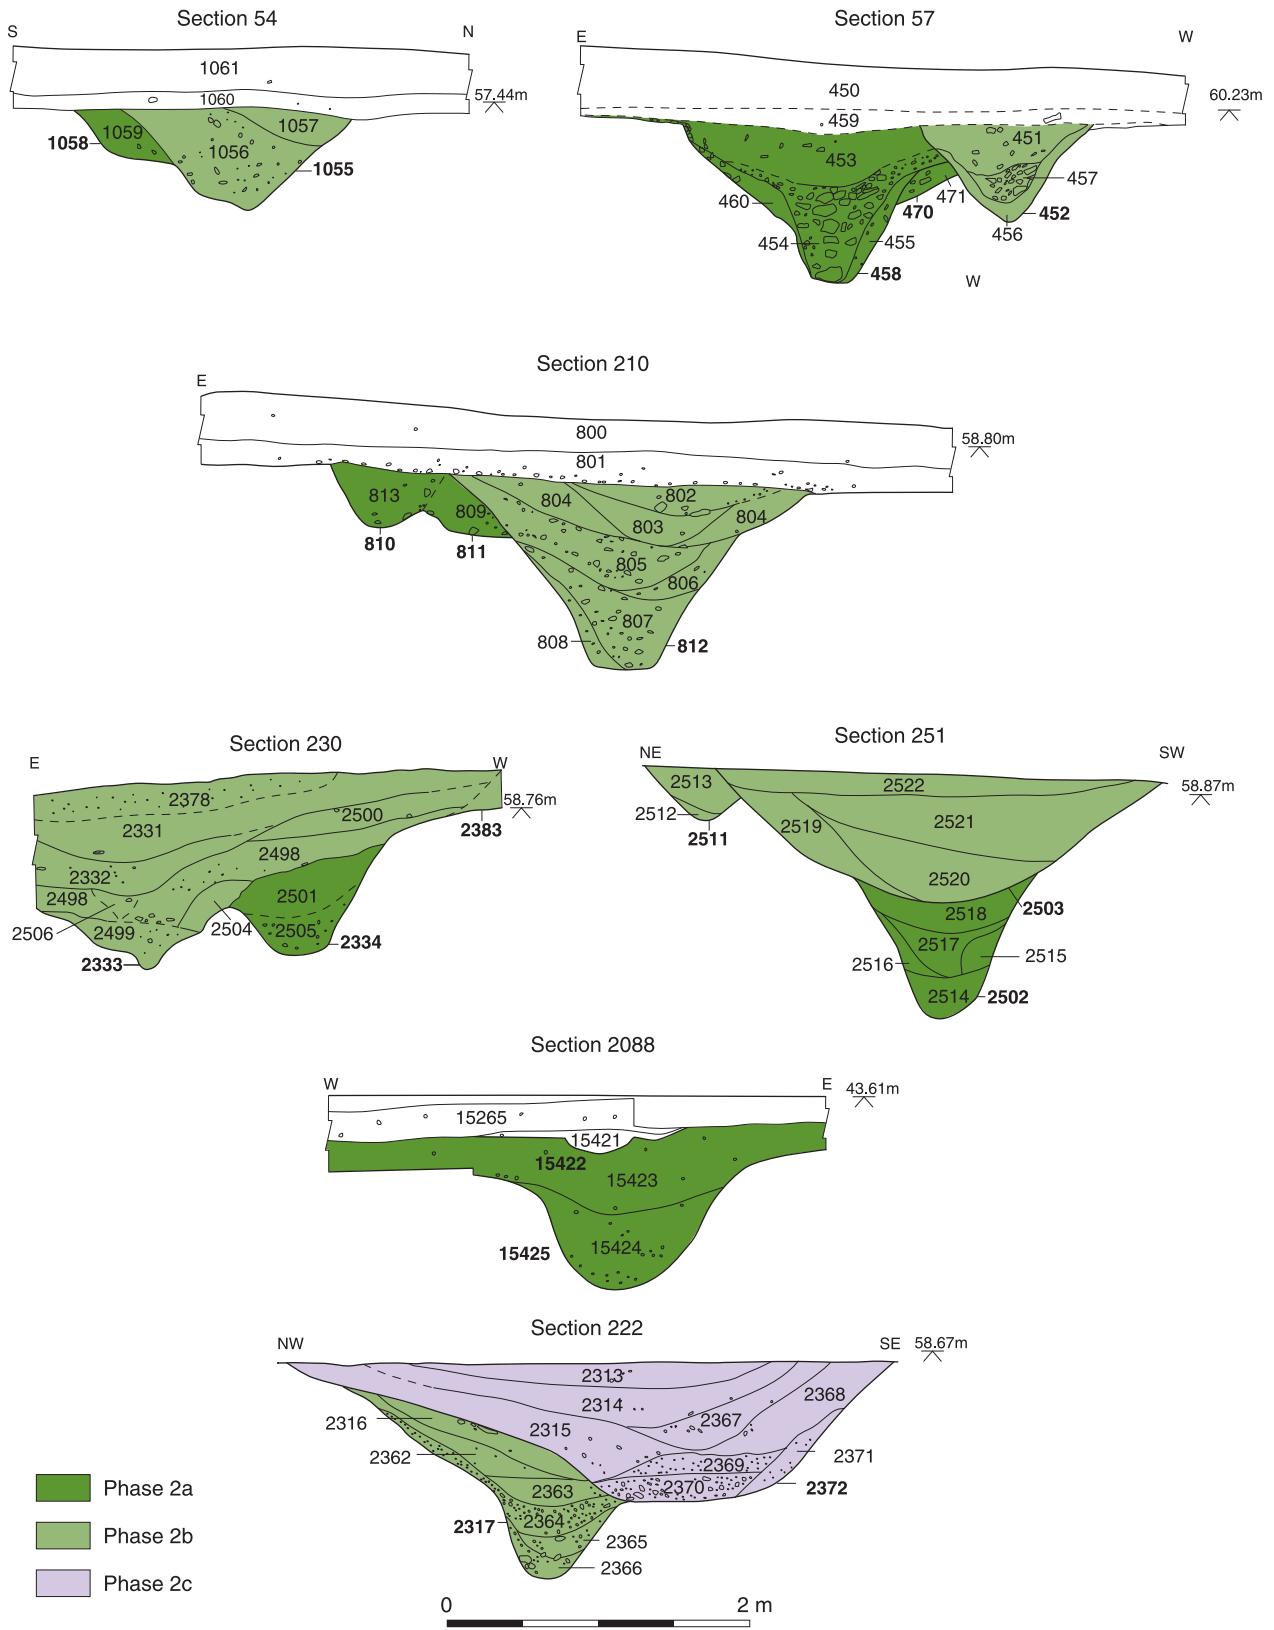 Section 54
S N
1061
57.44m
1060
1059 1057
1058
1056
1055
Section 57
E W
450
60.23m
459
451
453
457
460 471
470 452
454 455 456
458
W
Section 210
E
800
58.80m
801
813 804 802
809 803 804
810 811
805
806
807
808 812
Section 230
E W
2378 58.76m
2500
2331 2383
2498
2332
2498 2501
2506 2499 2504 2505
2334
2333
Section 251
NE SW
2513 2522 58.87m
2512
2519 2521
2511
2520
2518 2503
2517
2516 2515
2514 2502
Section 2088
W E
43.61m
15265
15421
15422
15423
15424
15425
Section 222
NW SE
58.67m
2313
2314 2368
2316 2315 2367
2362 2369 2371
2363 2370 2372
2317 2364
2365
2366
Phase 2a
Phase 2b
Phase 2c
0 2 m